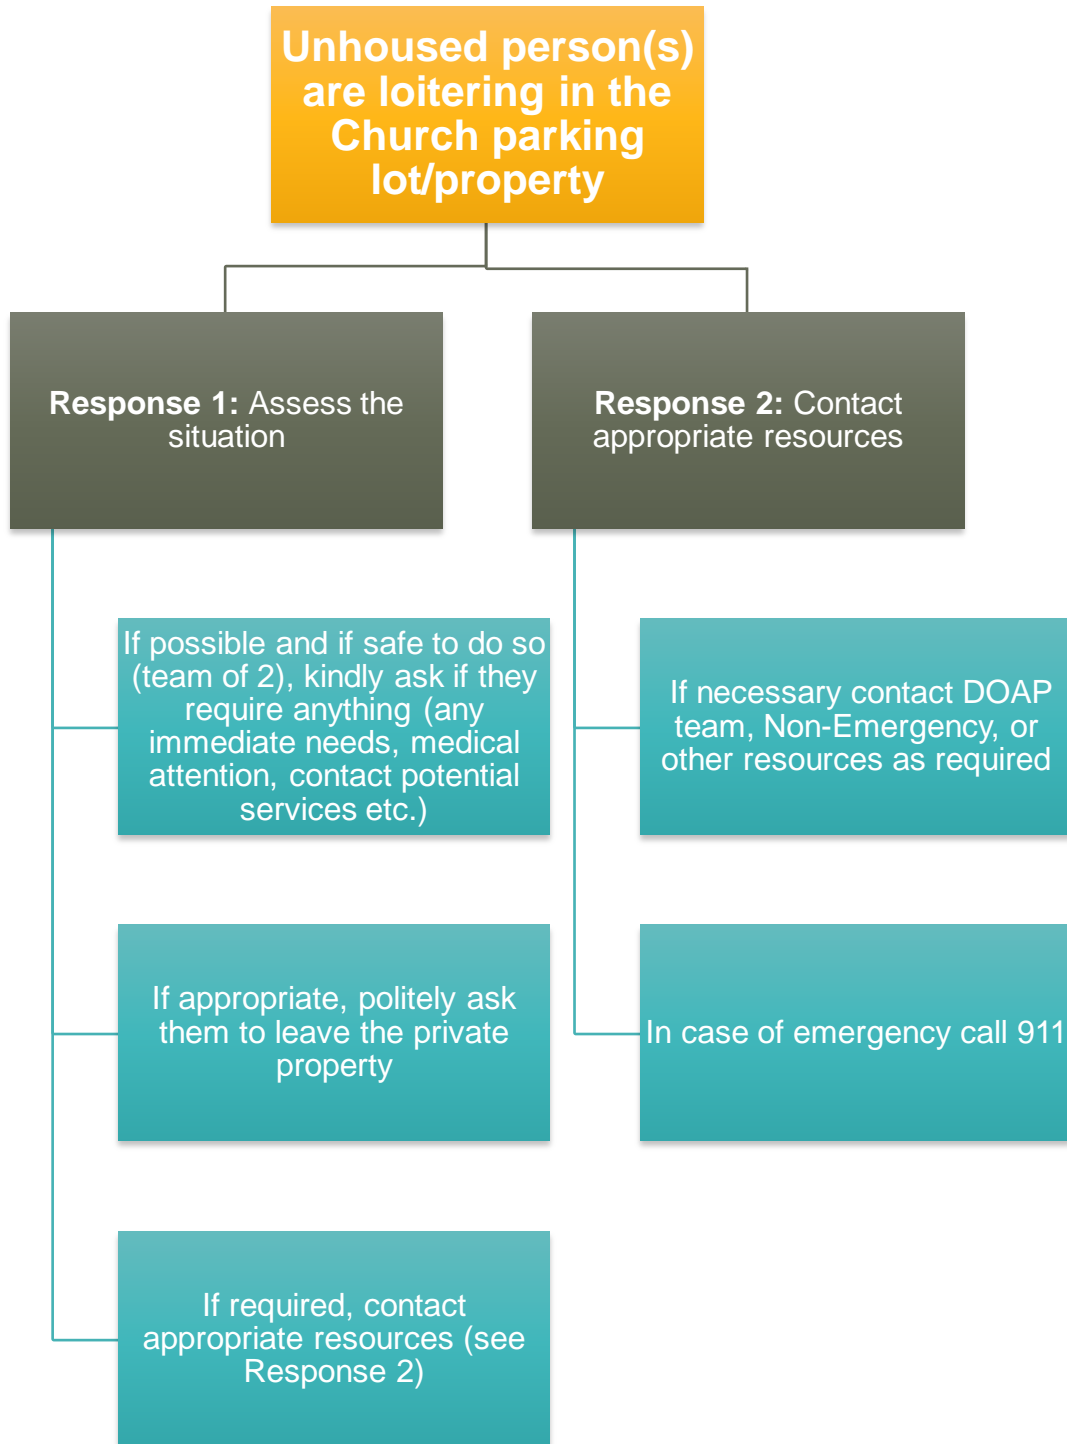 Unhoused person(s)
are loitering in the
Church parking
lot/property
Response 1: Assess the
situation
Response 2: Contact
appropriate resources
If possible and if safe to do so
(team of 2), kindly ask if they
require anything (any
immediate needs, medical
attention, contact potential
services etc.)
If necessary contact DOAP
team, Non-Emergency, or
other resources as required
If appropriate, politely ask
them to leave the private
property
In case of emergency call 911
If required, contact
appropriate resources (see
Response 2)